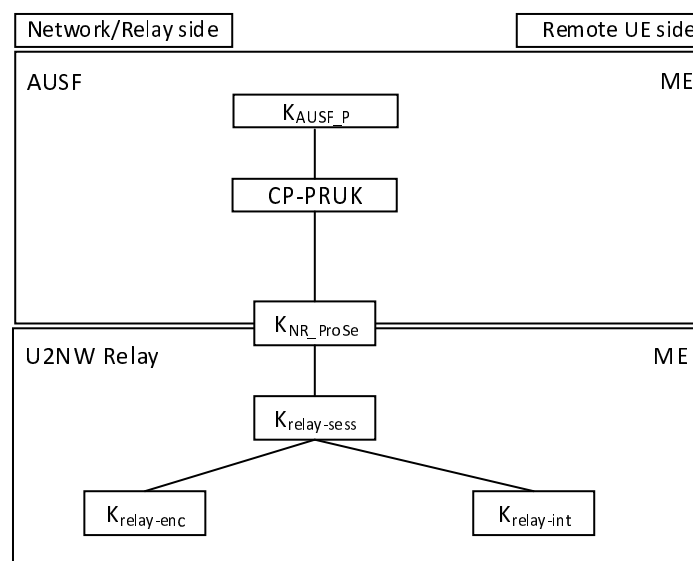 Network/Relay side
Remote UE side
AUSF
ME
KAUSF_P
CP-PRUK
KNR_ProSe
U2NW Relay
ME
Krelay-sess
Krelay-enc
Krelay-int